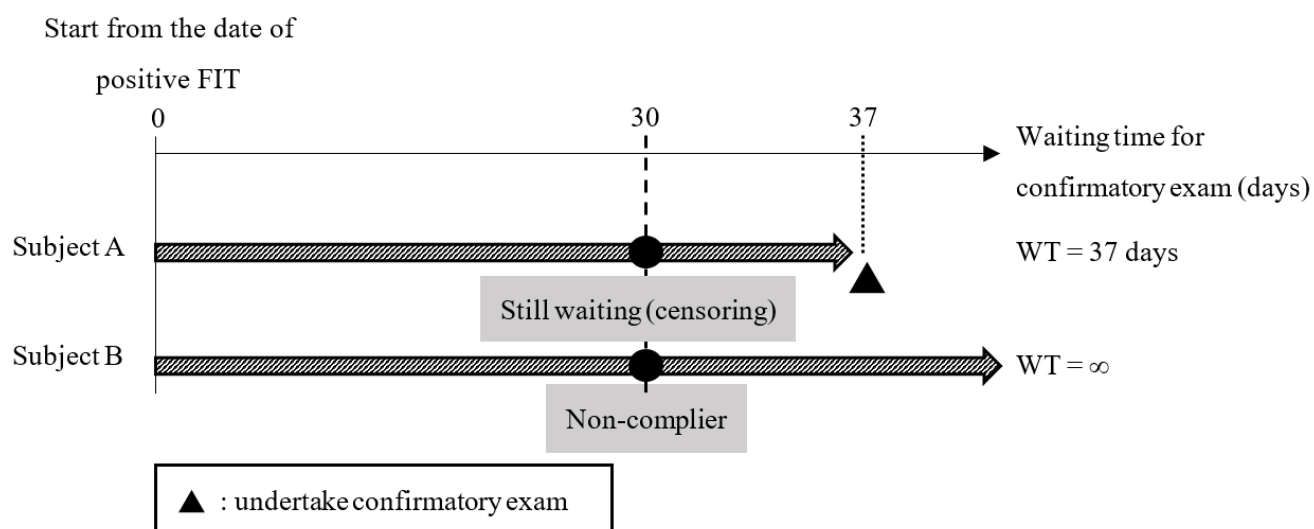 Start from the date of
positive FIT
0
30
37
Waiting time for
confirmatory exam (days)
Subject A
WT = 37 days
Still waiting (censoring)
Subject B
WT = ∞
Non-complier
▲ : undertake confirmatory exam